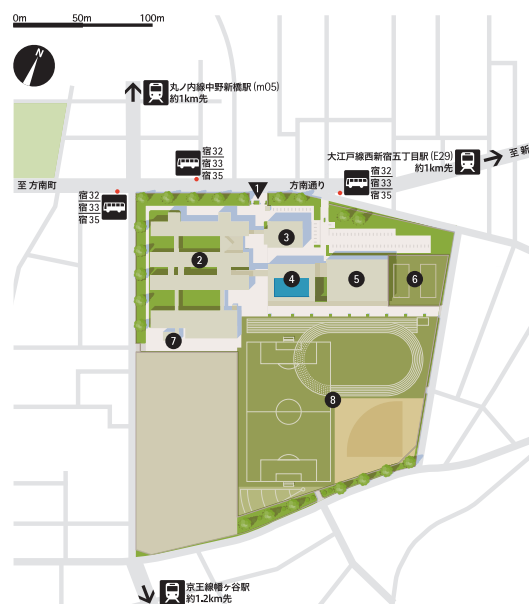 0m 50m 100m
N
丸ノ内線中野新橋駅(m05)
約1km先
大江戸線西新宿五丁目駅(E29)
約1km先
至 新
宿32
宿33
宿35
宿32
宿33
宿35
至 方南町
方南通り
宿32
宿33
宿35
1
2
3
4
5
6
7
8
京王線幡ヶ谷駅
約1.2km先